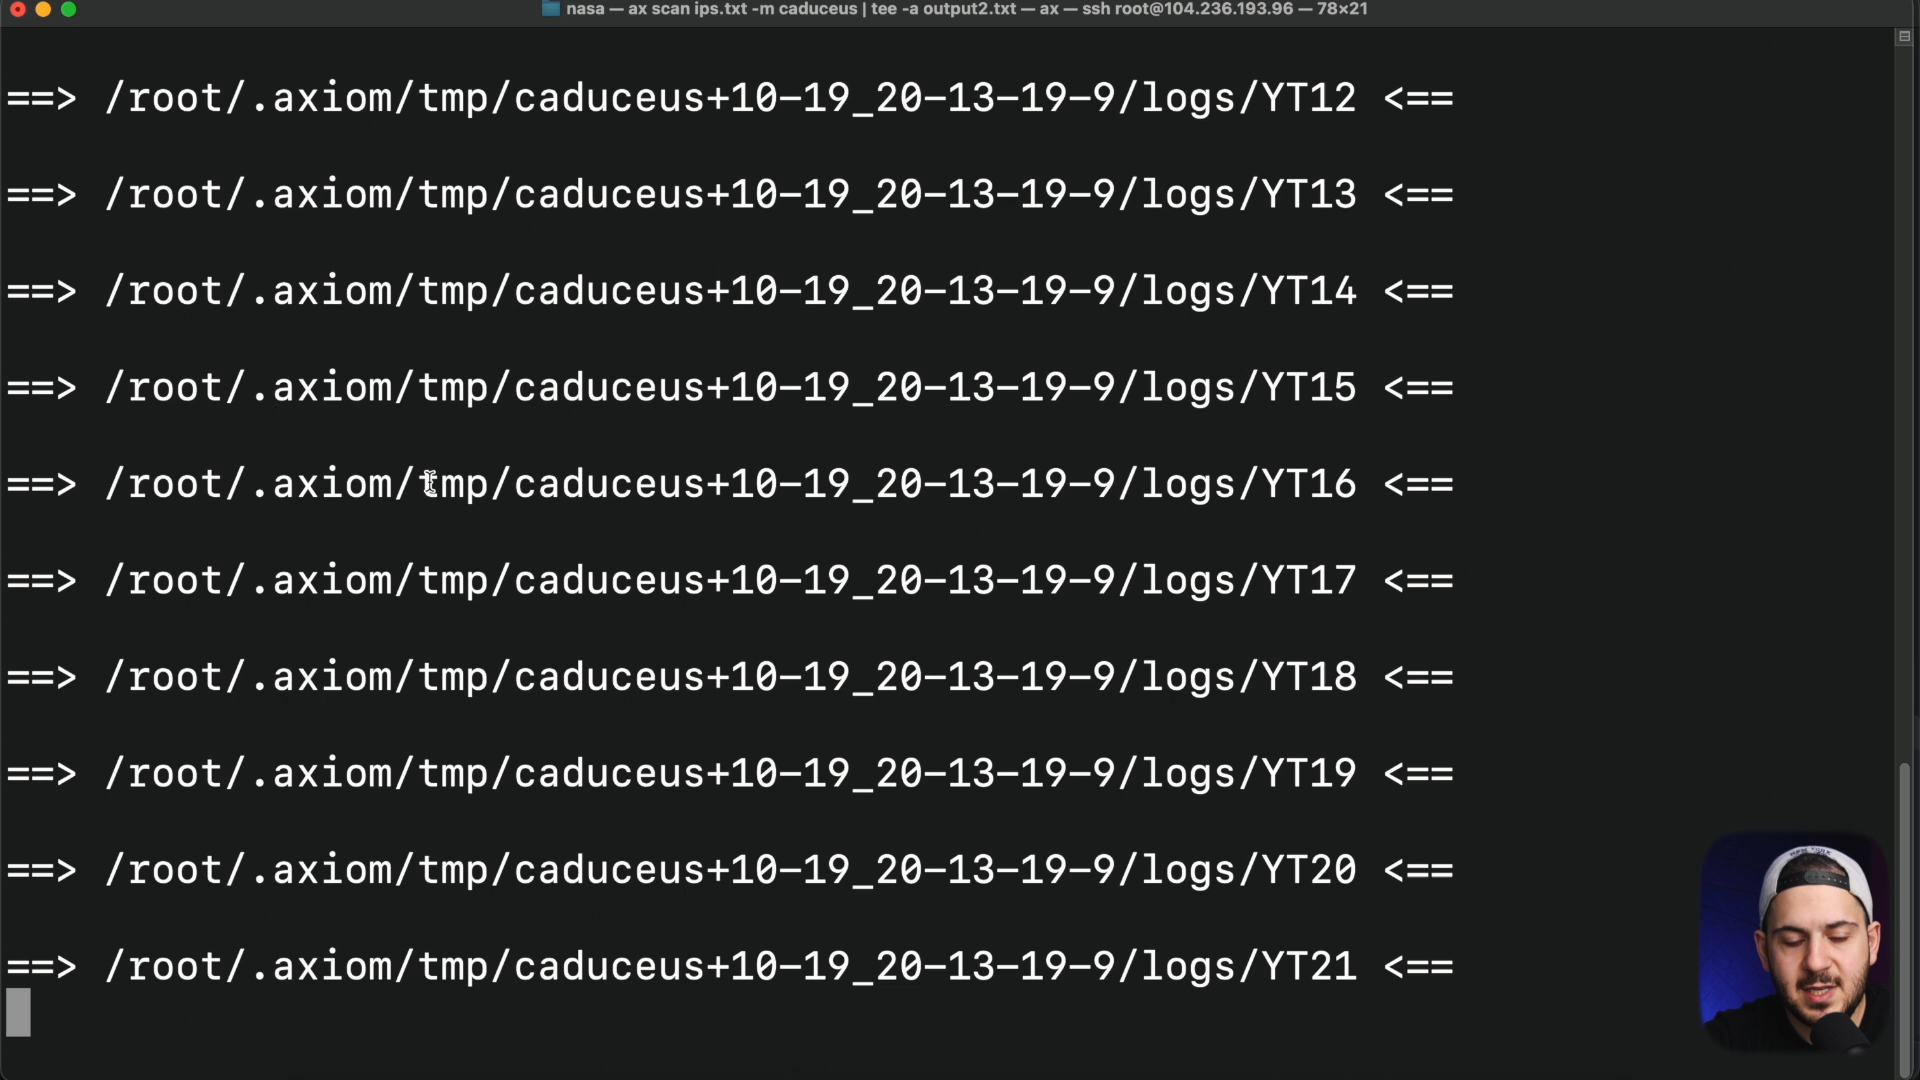 nasa — ax scan ips.txt -m caduceus | tee -a output2.txt — ax — ssh root@104.236.193.96 — 78×21
==> /root/.axiom/tmp/caduceus+10-19_20-13-19-9/logs/YT12 <==
==> /root/.axiom/tmp/caduceus+10-19_20-13-19-9/logs/YT13 <==
==> /root/.axiom/tmp/caduceus+10-19_20-13-19-9/logs/YT14 <==
==> /root/.axiom/tmp/caduceus+10-19_20-13-19-9/logs/YT15 <==
==> /root/.axiom/tmp/caduceus+10-19_20-13-19-9/logs/YT16 <==
==> /root/.axiom/tmp/caduceus+10-19_20-13-19-9/logs/YT17 <==
==> /root/.axiom/tmp/caduceus+10-19_20-13-19-9/logs/YT18 <==
==> /root/.axiom/tmp/caduceus+10-19_20-13-19-9/logs/YT19 <==
==> /root/.axiom/tmp/caduceus+10-19_20-13-19-9/logs/YT20 <==
==> /root/.axiom/tmp/caduceus+10-19_20-13-19-9/logs/YT21 <==